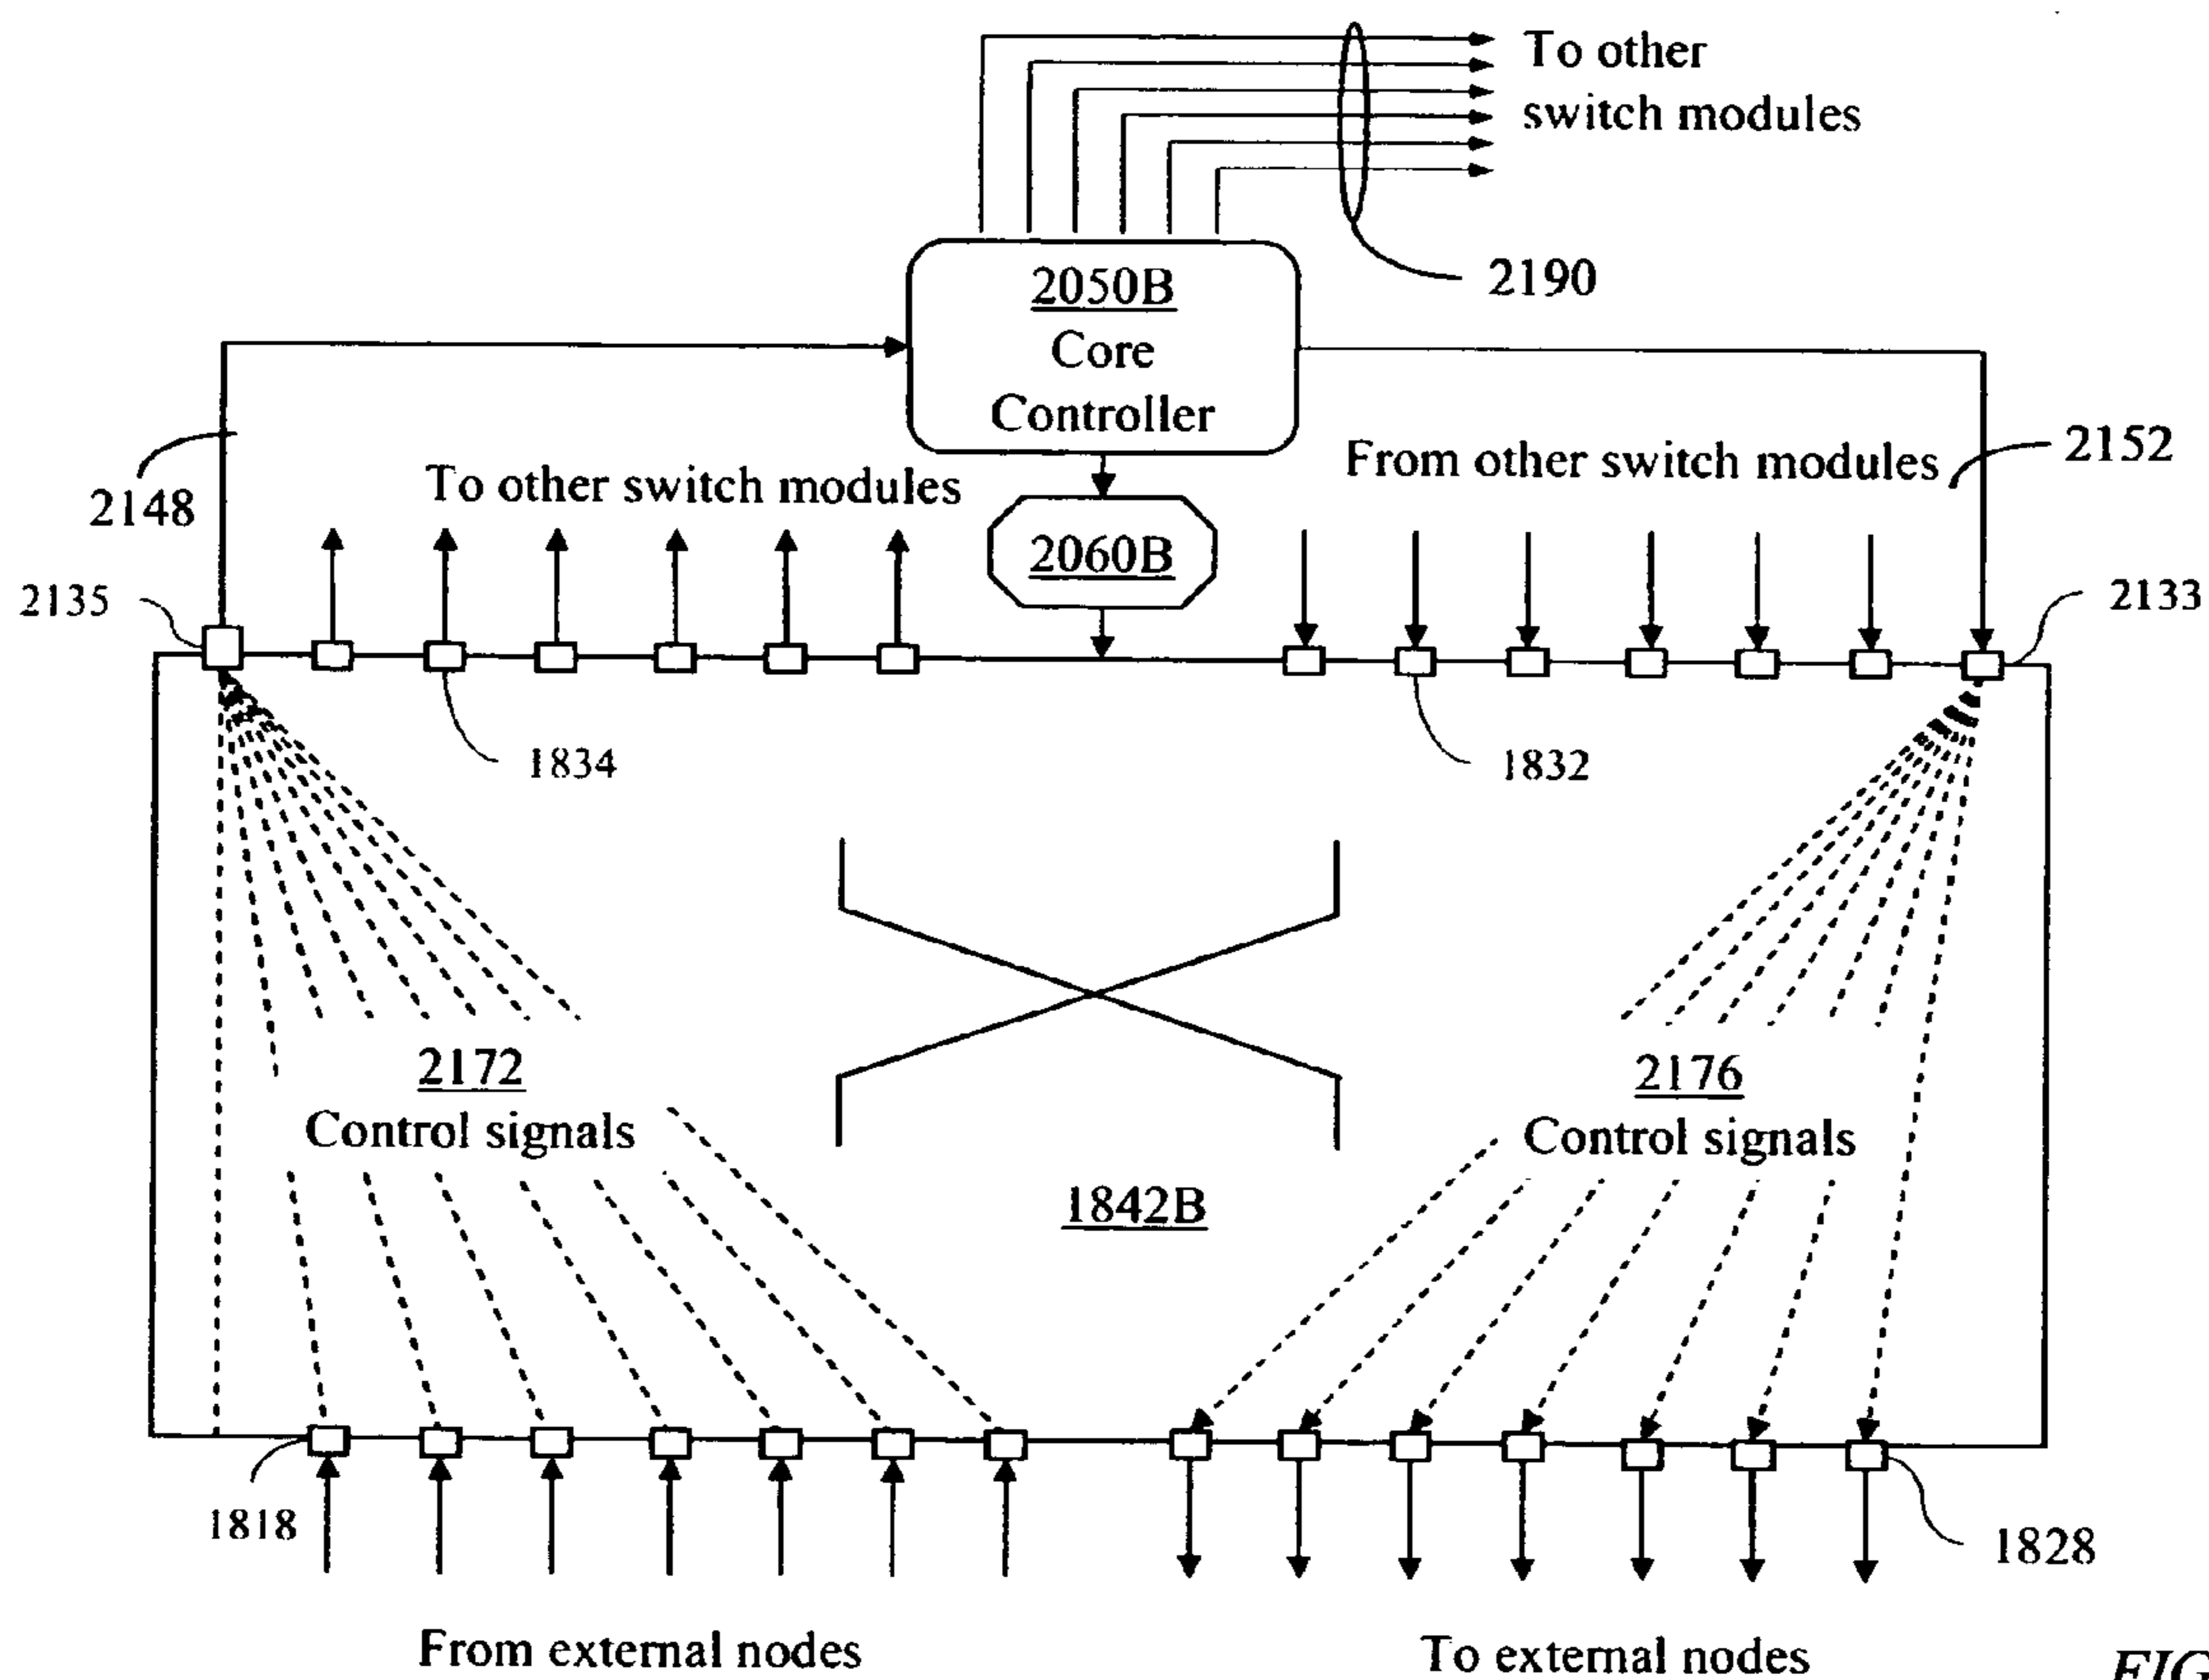 To other
switch modules
2190
2050B
Core
Controller
2152
From other switch modules
To other switch modules
2148
2060B
2135
2133
1834
1832
2172
Control signals
2176
Control signals
1842B
1818
1828
From external nodes
To external nodes
FIG